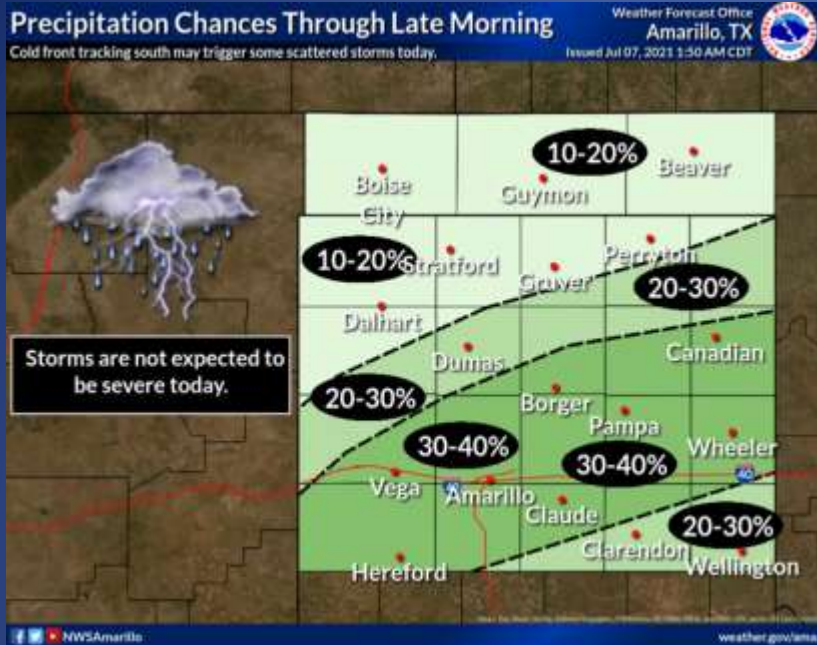 Precipitation Chances Through Late Morning
Cold front tracking south may trigger some scattered storms today.
Weather Forecast Office
Amarillo, TX
Issued Jul 07, 2021 1:50 AM CDT
10-20%
Beaver
Boise
City
Guymon
10-20%
Stratford
Perryton
Gruver
20-30%
Dalhart
Storms are not expected to
be severe today.
Dumas
Canadian
20-30%
Borger
Pampa
30-40%
Wheeler
30-40%
Vega
40
Amarillo
40
Claude
20-30%
Clarendon
Hereford
Wellington
NWSAmarillo
weather.gov/ama